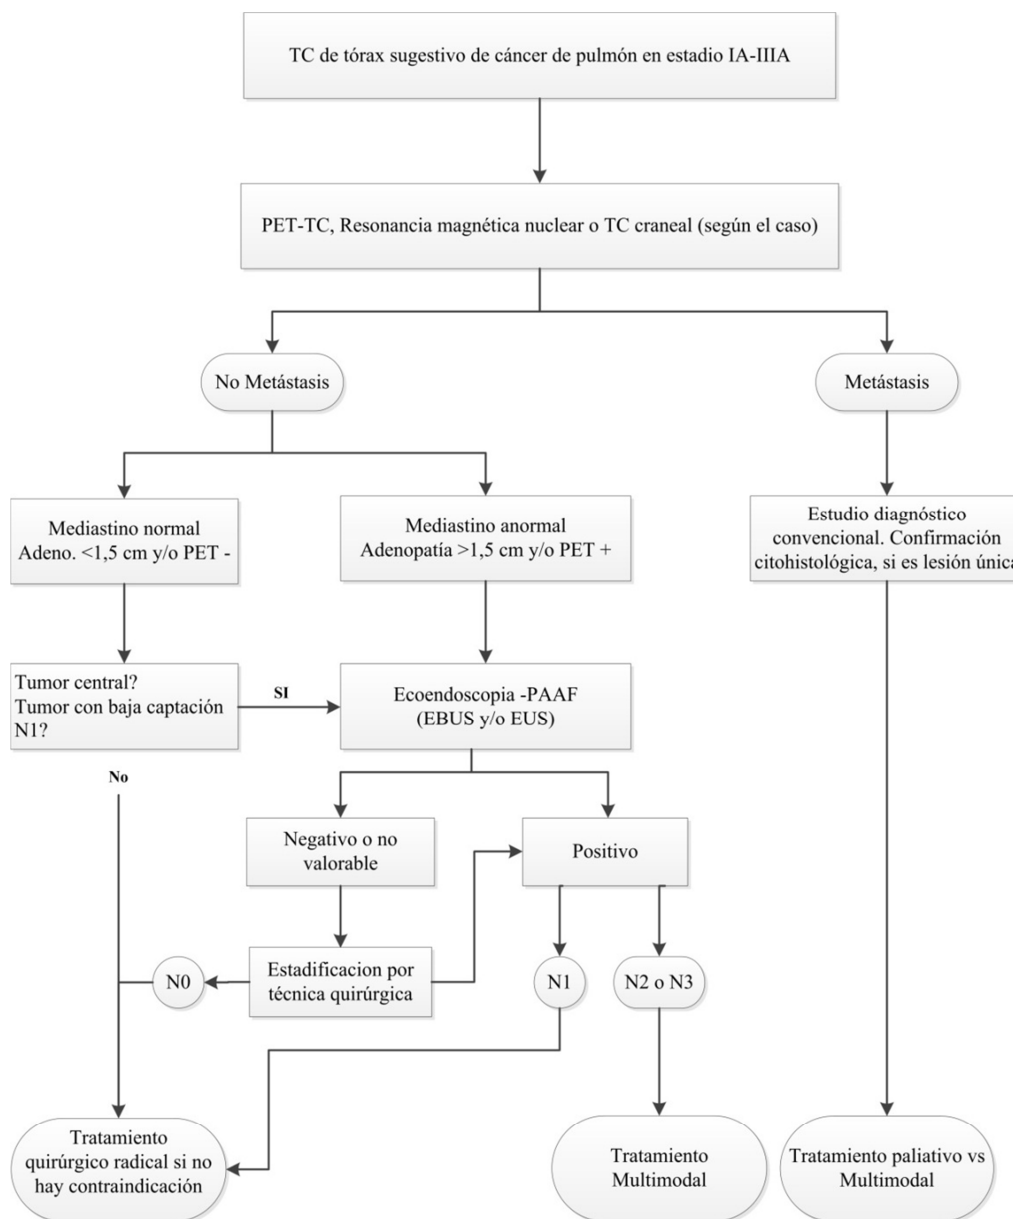 TC de tórax sugestivo de cáncer de pulmón en estadio IA-IIIA
PET-TC, Resonancia magnética nuclear o TC craneal (según el caso)
No Metástasis
Metástasis
Mediastino normal
Adeno. <1,5 cm y/o PET -
Mediastino anormal
Adenopatía >1,5 cm y/o PET +
Estudio diagnóstico
convencional. Confirmación
citohistológica, si es lesión única
Tumor central?
Tumor con baja captación
N1?
SI
Ecoendoscopia -PAAF
(EBUS y/o EUS)
No
Negativo o no
valorable
Positivo
N0
Estadificacion por
técnica quirúrgica
N1
N2 o N3
Tratamiento
quirúrgico radical si no
hay contraindicación
Tratamiento
Multimodal
Tratamiento paliativo vs
Multimodal